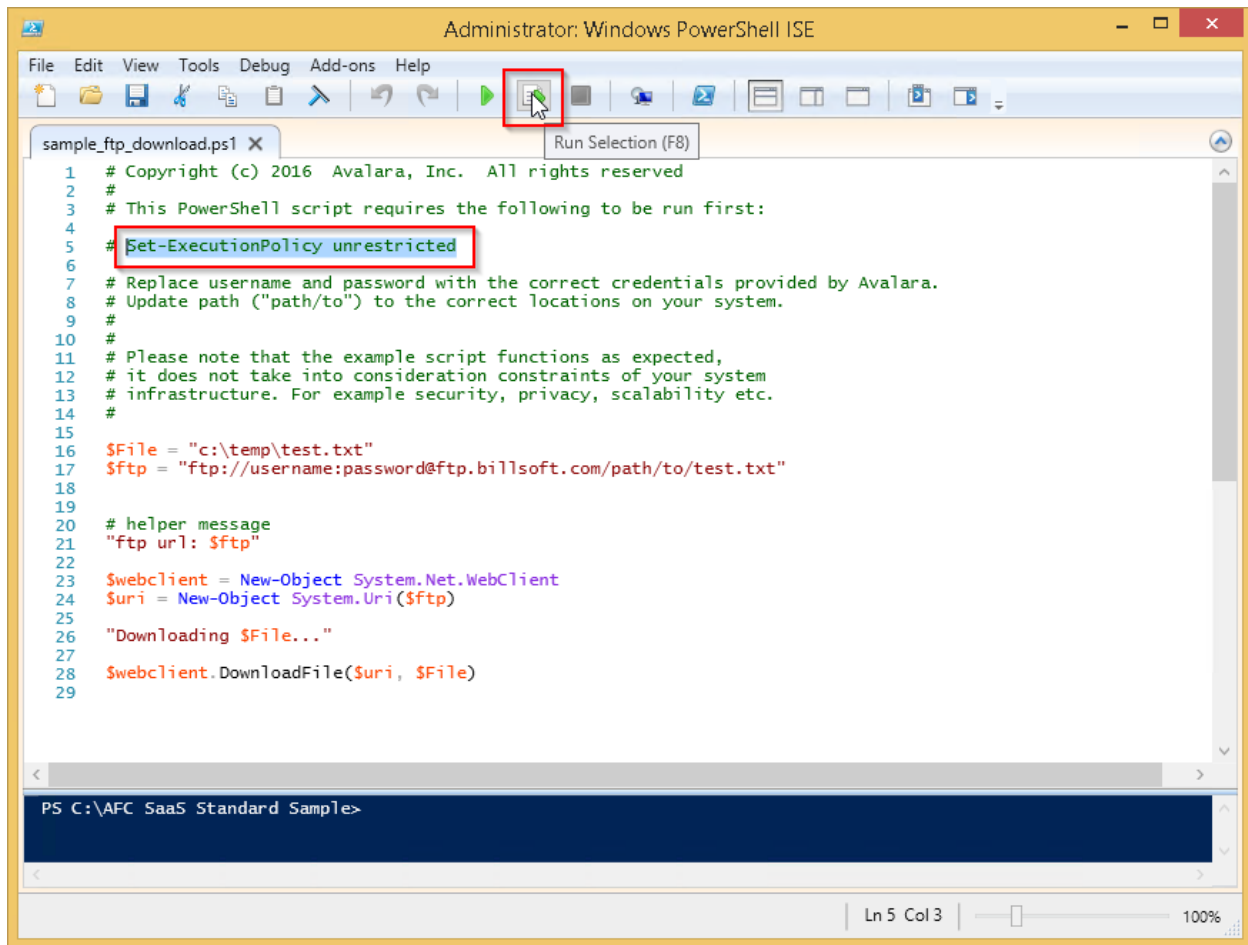 Administrator: Windows PowerShell ISE
File Edit View Tools Debug Add-ons Help
sample_ftp_download.ps1
Run Selection (F8)
1 # Copyright (c) 2016  Avalara, Inc.  All rights reserved
2 #
3 # This PowerShell script requires the following to be run first:
4
5 # Set-ExecutionPolicy unrestricted
6
7 # Replace username and password with the correct credentials provided by Avalara.
8 # Update path ("path/to") to the correct locations on your system.
9 #
10 #
11 # Please note that the example script functions as expected,
12 # it does not take into consideration constraints of your system
13 # infrastructure. For example security, privacy, scalability etc.
14 #
15
16 $File = "c:\temp\test.txt"
17 $ftp = "ftp://username:password@ftp.billsoft.com/path/to/test.txt"
18
19
20 # helper message
21 "ftp url: $ftp"
22
23 $webclient = New-Object System.Net.WebClient
24 $uri = New-Object System.Uri($ftp)
25
26 "Downloading $File..."
27
28 $webclient.DownloadFile($uri, $File)
29
PS C:\AFC SaaS Standard Sample>
Ln 5 Col 3 100%